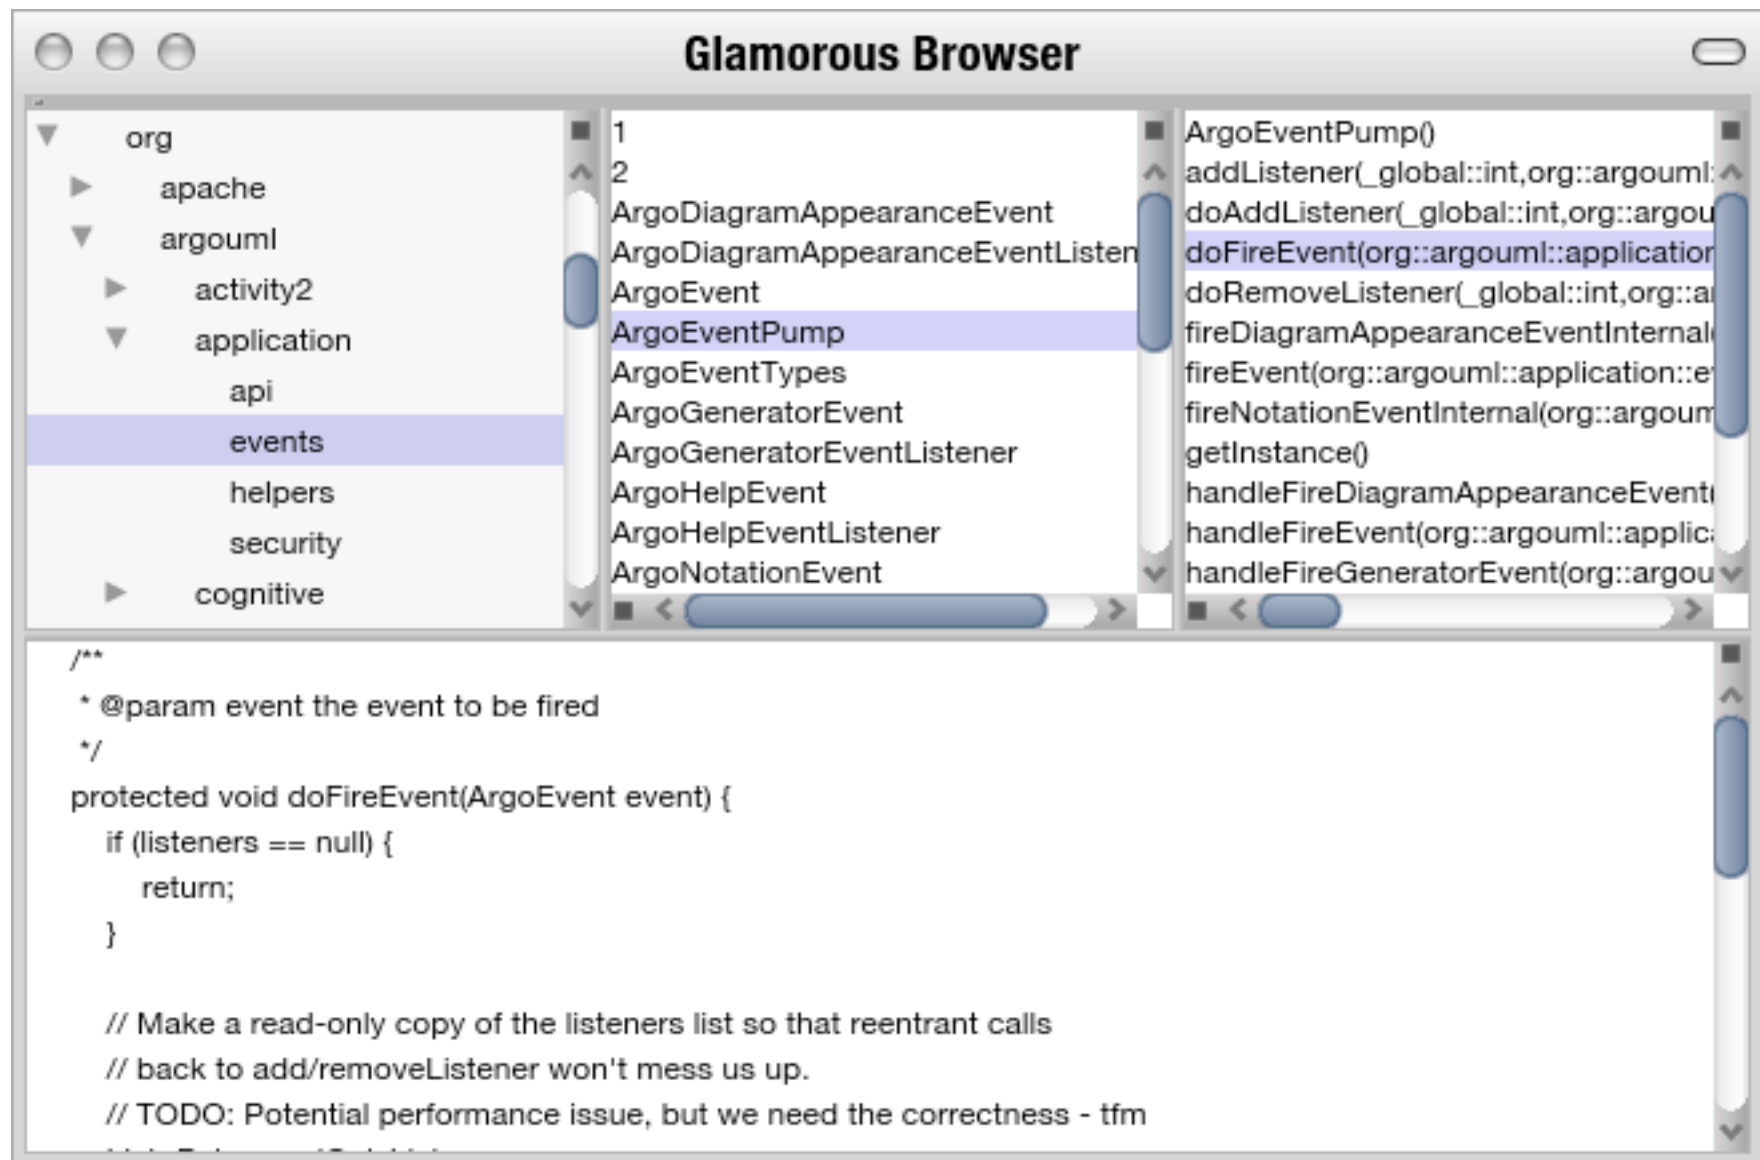 Glamorous Browser
org
apache
argouml
activity2
application
api
events
helpers
security
cognitive
1
2
ArgoDiagramAppearanceEvent
ArgoDiagramAppearanceEventListen
ArgoEvent
ArgoEventPump
ArgoEventTypes
ArgoGeneratorEvent
ArgoGeneratorEventListener
ArgoHelpEvent
ArgoHelpEventListener
ArgoNotationEvent
ArgoEventPump()
addListener(_global::int,org::argouml:
doAddListener(_global::int,org::argou
doFireEvent(org::argouml::application
doRemoveListener(_global::int,org::a
fireDiagramAppearanceEventInternal(
fireEvent(org::argouml::application::e
fireNotationEventInternal(org::argoum
getInstance()
handleFireDiagramAppearanceEvent(
handleFireEvent(org::argouml::applic
handleFireGeneratorEvent(org::argou
/**
* @param event the event to be fired
*/
protected void doFireEvent(ArgoEvent event) {
if (listeners == null) {
return;
}
// Make a read-only copy of the listeners list so that reentrant calls
// back to add/removeListener won't mess us up.
// TODO: Potential performance issue, but we need the correctness - tfm